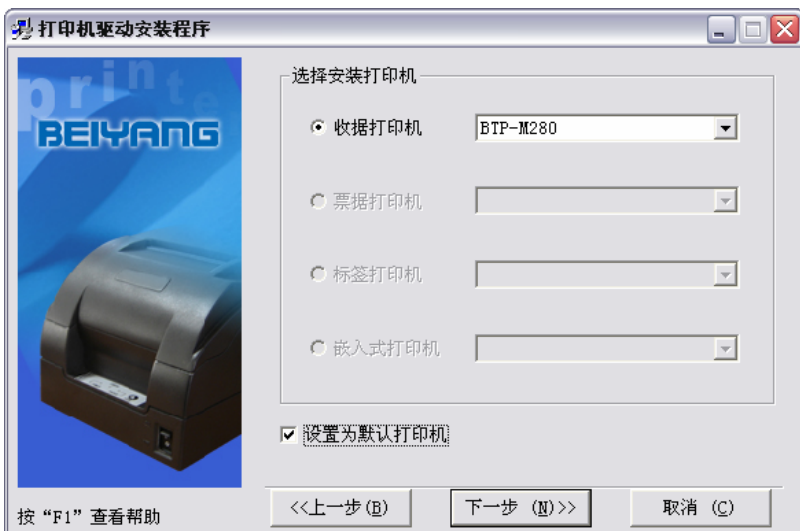 打印机驱动安装程序
printe
BEIYANG
选择安装打印机
收据打印机 BTP-M280
票据打印机
标签打印机
嵌入式打印机
设置为默认打印机
按“F1”查看帮助
<<上一步(B) 下一步 (N)>> 取消 (C)